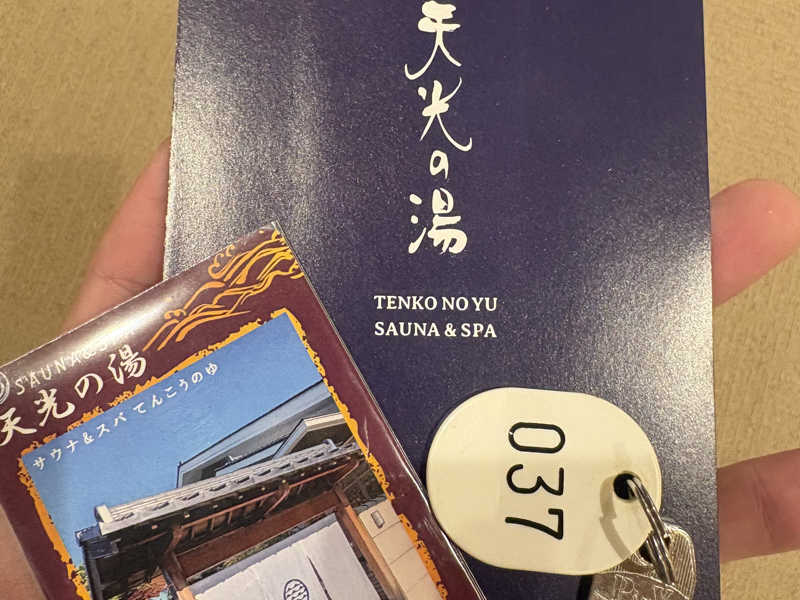 天光の湯
TENKO NO YU
SAUNA & SPA
SAUNA &
天光の湯
サウナ&スパ てんこうのゆ
037